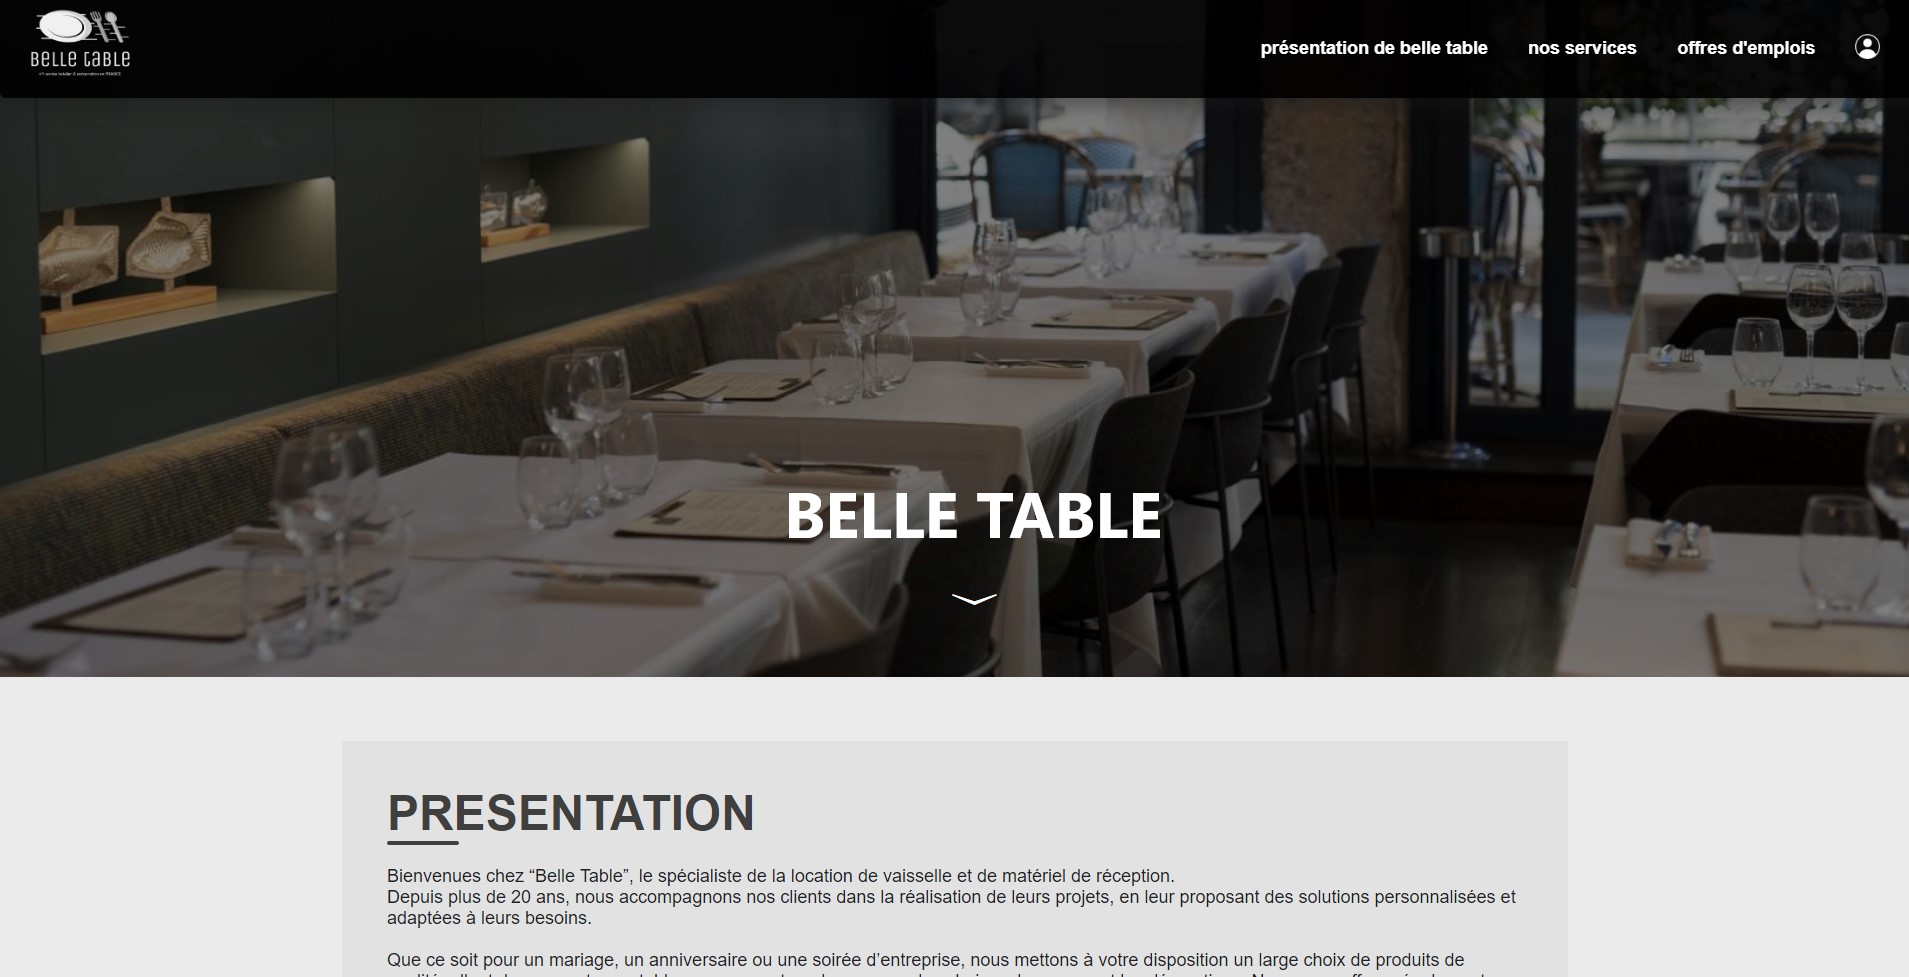 BELLE TABLE
présentation de belle table
nos services
offres d'emplois
BELLE TABLE
PRESENTATION
Bienvenues chez “Belle Table”, le spécialiste de la location de vaisselle et de matériel de réception.
Depuis plus de 20 ans, nous accompagnons nos clients dans la réalisation de leurs projets, en leur proposant des solutions personnalisées et
adaptées à leurs besoins.
Que ce soit pour un mariage, un anniversaire ou une soirée d’entreprise, nous mettons à votre disposition un large choix de produits de